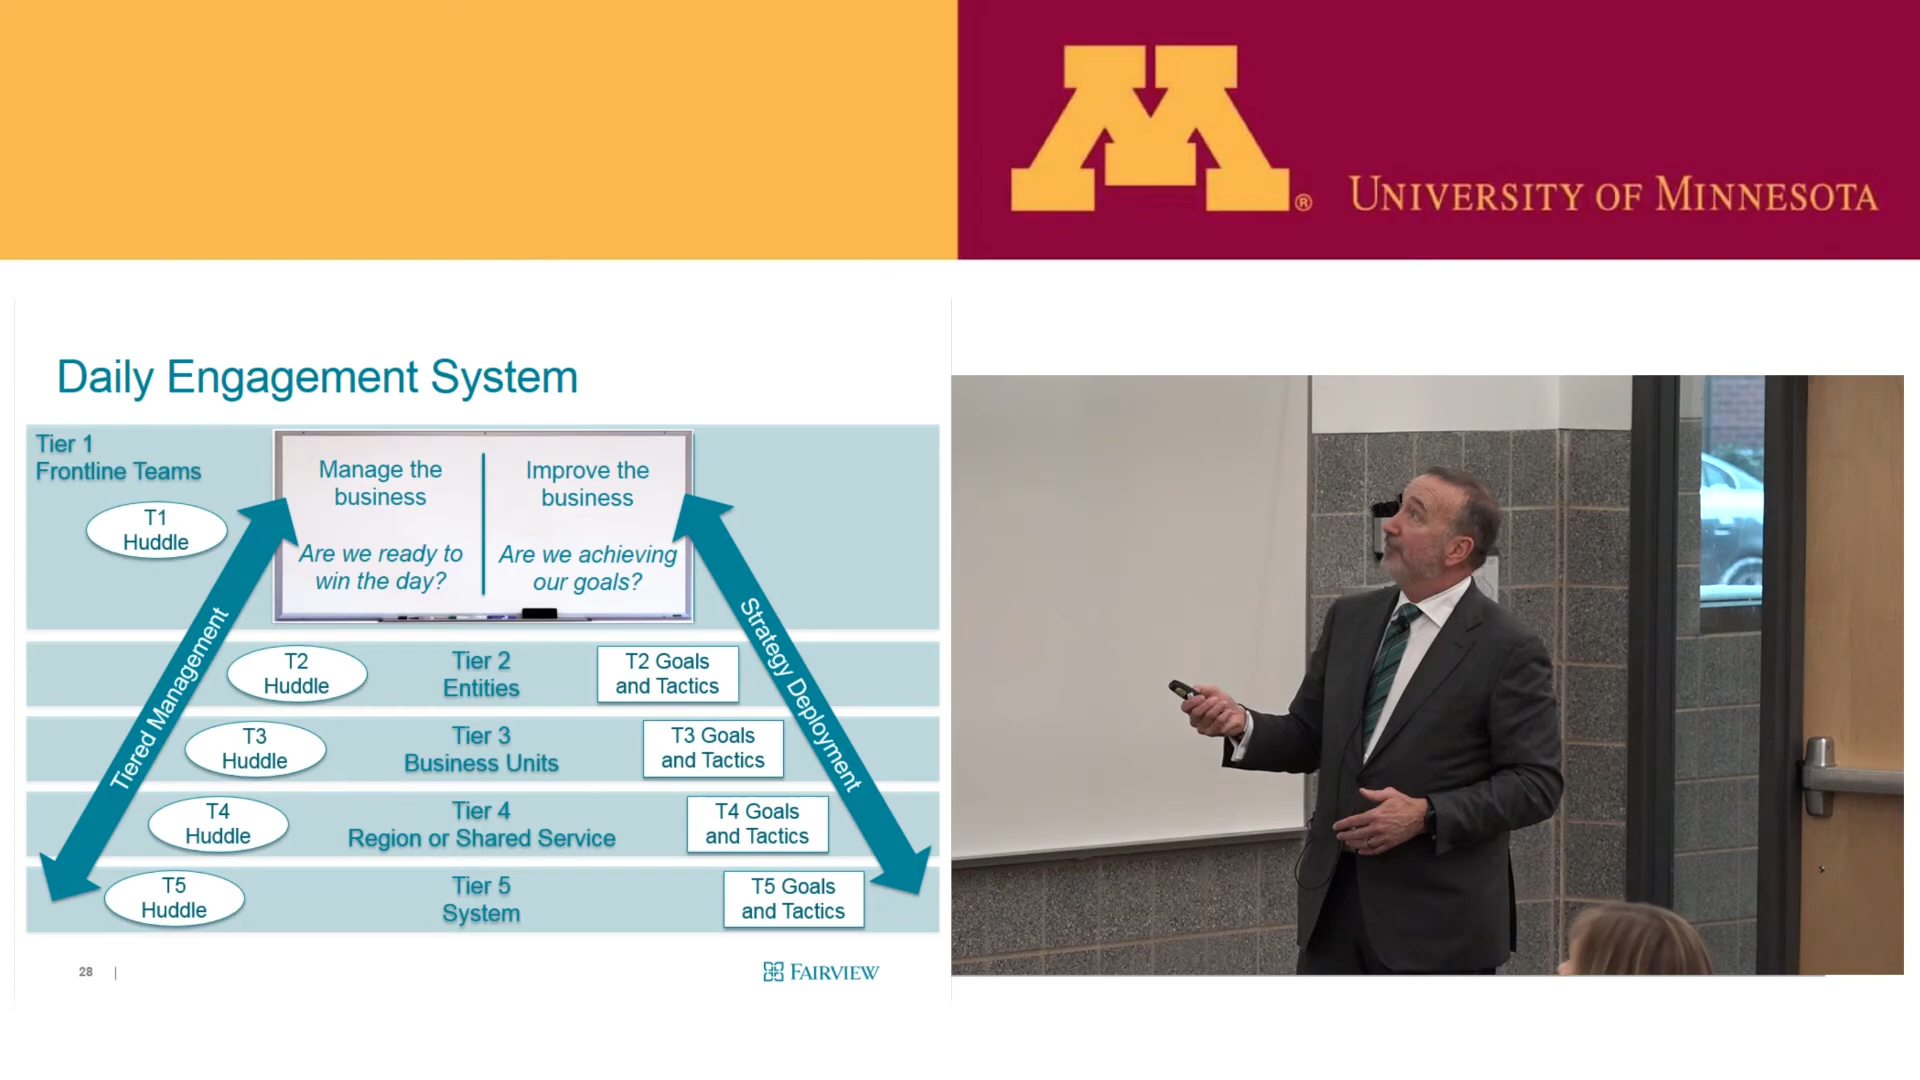 UNIVERSITY OF MINNESOTA
®
Daily Engagement System
Tier 1
Frontline Teams
T1
Huddle
Manage the
business
Are we ready to
win the day?
Improve the
business
Are we achieving
our goals?
Tiered Management
Strategy Deployment
T2
Huddle
Tier 2
Entities
T2 Goals
and Tactics
T3
Huddle
Tier 3
Business Units
T3 Goals
and Tactics
T4
Huddle
Tier 4
Region or Shared Service
T4 Goals
and Tactics
T5
Huddle
Tier 5
System
T5 Goals
and Tactics
28 |
FAIRVIEW